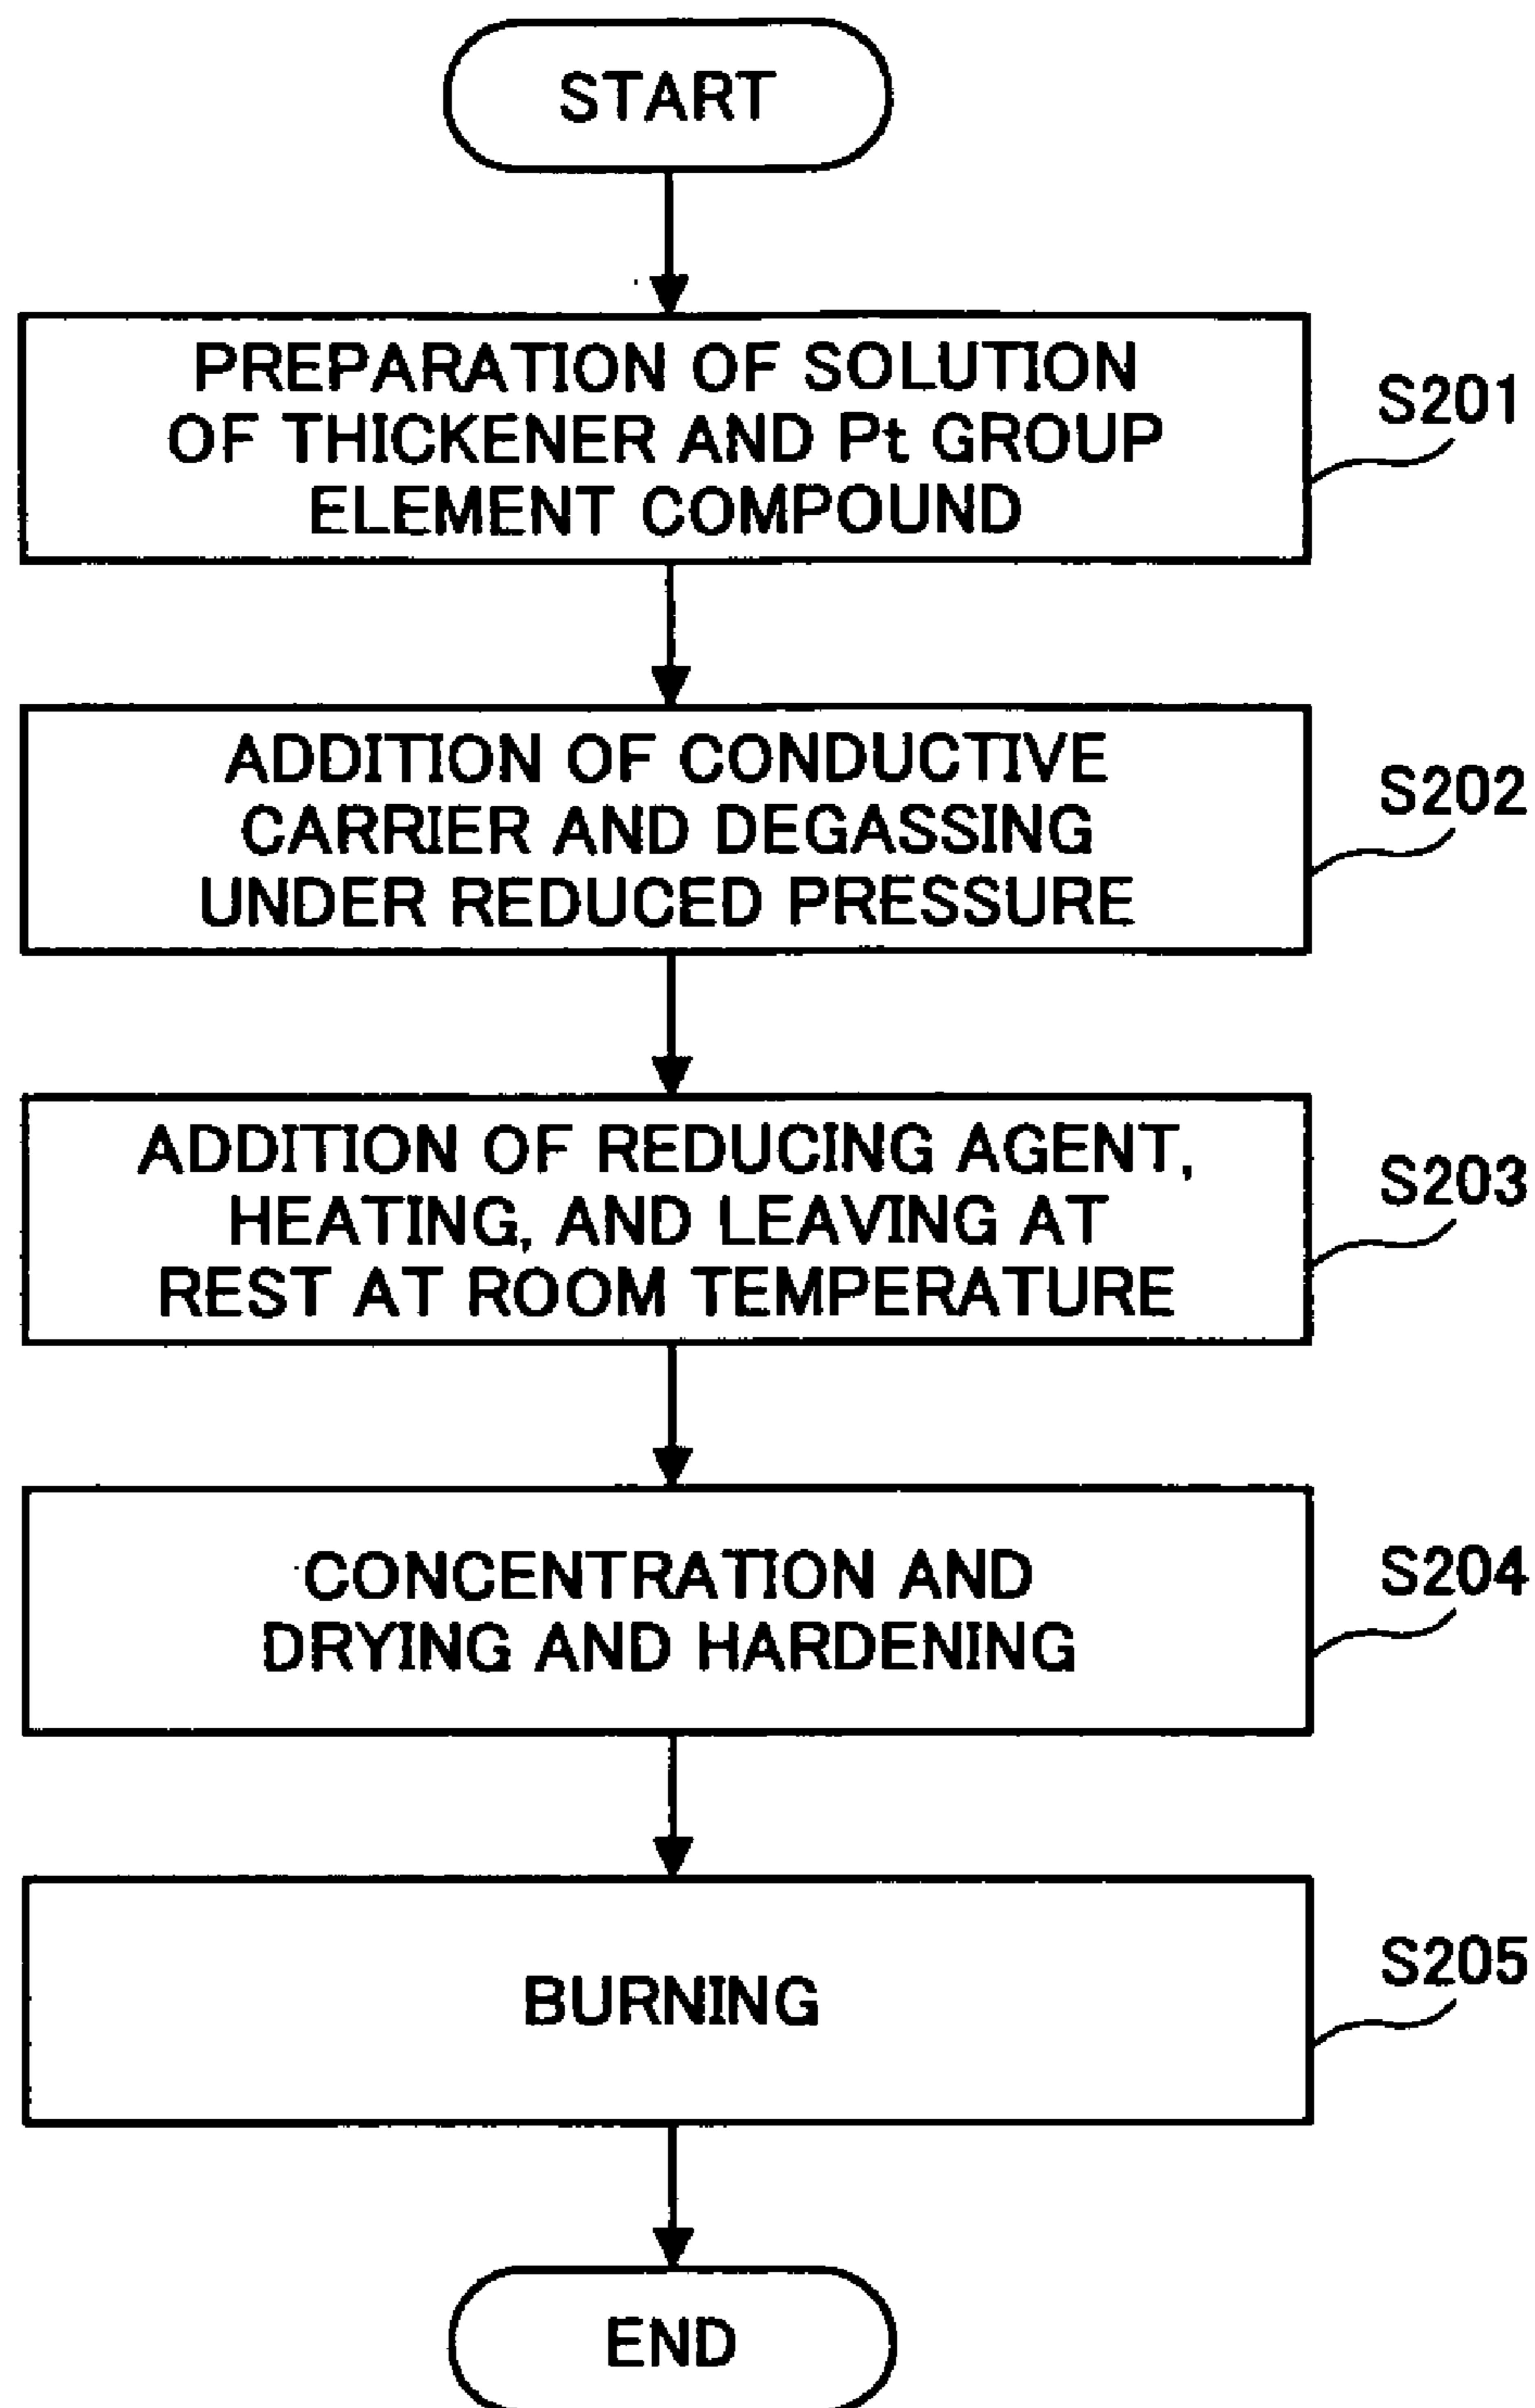 START
PREPARATION OF SOLUTION
OF THICKENER AND Pt GROUP
ELEMENT COMPOUND
S201
ADDITION OF CONDUCTIVE
CARRIER AND DEGASSING
UNDER REDUCED PRESSURE
S202
ADDITION OF REDUCING AGENT,
HEATING, AND LEAVING AT
REST AT ROOM TEMPERATURE
S203
CONCENTRATION AND
DRYING AND HARDENING
S204
BURNING
S205
END